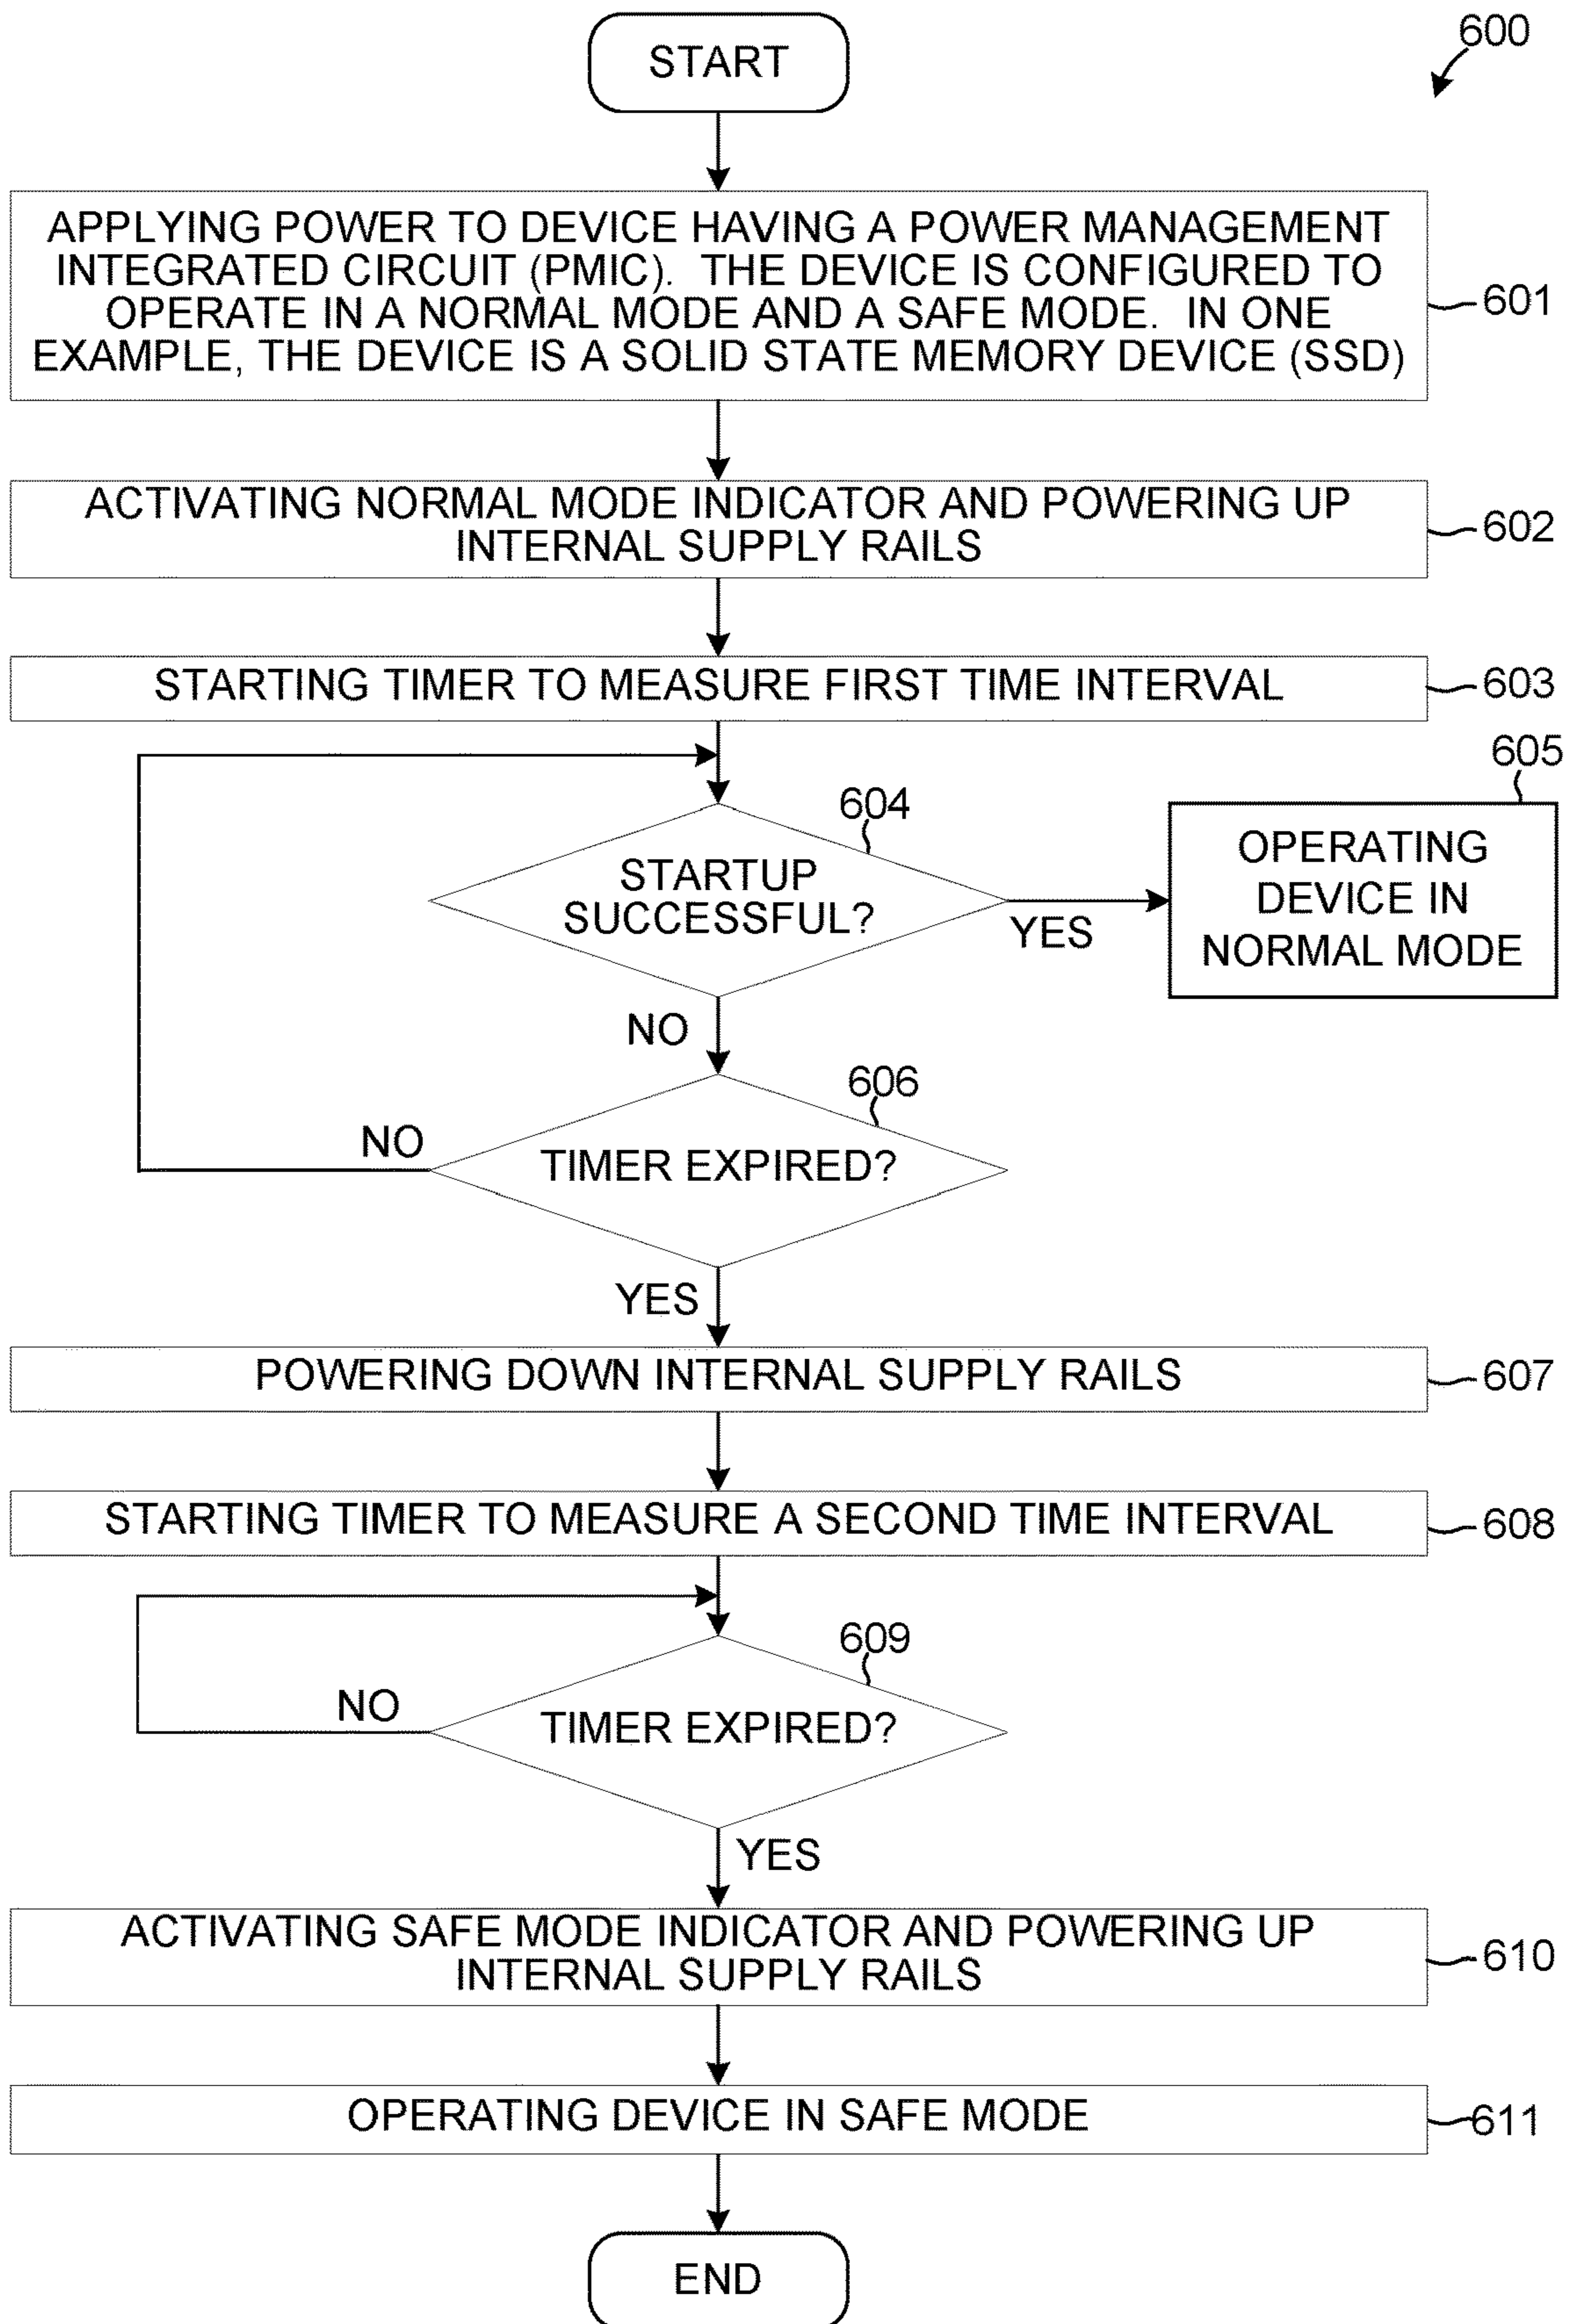 START
600
APPLYING POWER TO DEVICE HAVING A POWER MANAGEMENT
INTEGRATED CIRCUIT (PMIC). THE DEVICE IS CONFIGURED TO
OPERATE IN A NORMAL MODE AND A SAFE MODE. IN ONE
EXAMPLE, THE DEVICE IS A SOLID STATE MEMORY DEVICE (SSD)
601
ACTIVATING NORMAL MODE INDICATOR AND POWERING UP
INTERNAL SUPPLY RAILS
602
STARTING TIMER TO MEASURE FIRST TIME INTERVAL
603
604
STARTUP
SUCCESSFUL?
YES
605
OPERATING
DEVICE IN
NORMAL MODE
NO
606
TIMER EXPIRED?
NO
YES
POWERING DOWN INTERNAL SUPPLY RAILS
607
STARTING TIMER TO MEASURE A SECOND TIME INTERVAL
608
609
TIMER EXPIRED?
NO
YES
ACTIVATING SAFE MODE INDICATOR AND POWERING UP
INTERNAL SUPPLY RAILS
610
OPERATING DEVICE IN SAFE MODE
611
END